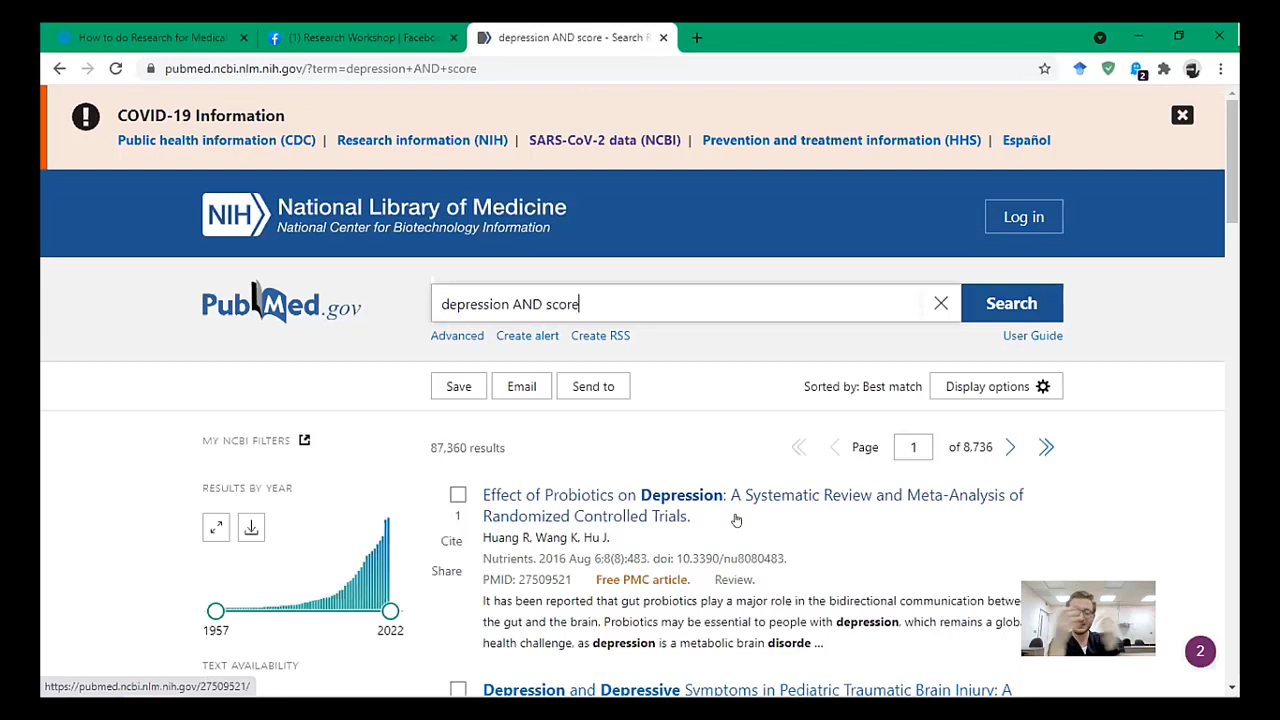 How to do Research for Medical
(1) Research Workshop | Facebo
depression AND score - Search R
pubmed.ncbi.nlm.nih.gov/?term=depression+AND+score
2
COVID-19 Information
Public health information (CDC) | Research information (NIH) | SARS-CoV-2 data (NCBI) | Prevention and treatment information (HHS) | Español
NIH National Library of Medicine
National Center for Biotechnology Information
Log in
PubMed.gov
depression AND score
Search
Advanced Create alert Create RSS
User Guide
Save Email Send to
Sorted by: Best match Display options
MY NCBI FILTERS
87,360 results
Page 1 of 8,736
RESULTS BY YEAR
1957 2022
TEXT AVAILABILITY
1
Cite
Share
Effect of Probiotics on Depression: A Systematic Review and Meta-Analysis of
Randomized Controlled Trials.
Huang R, Wang K, Hu J.
Nutrients. 2016 Aug 6;8(8):483. doi: 10.3390/nu8080483.
PMID: 27509521 Free PMC article. Review.
It has been reported that gut probiotics play a major role in the bidirectional communication betwe
the gut and the brain. Probiotics may be essential to people with depression, which remains a globa
health challenge, as depression is a metabolic brain disorde ...
2
https://pubmed.ncbi.nlm.nih.gov/27509521/
Depression and Depressive Symptoms in Pediatric Traumatic Brain Injury: A